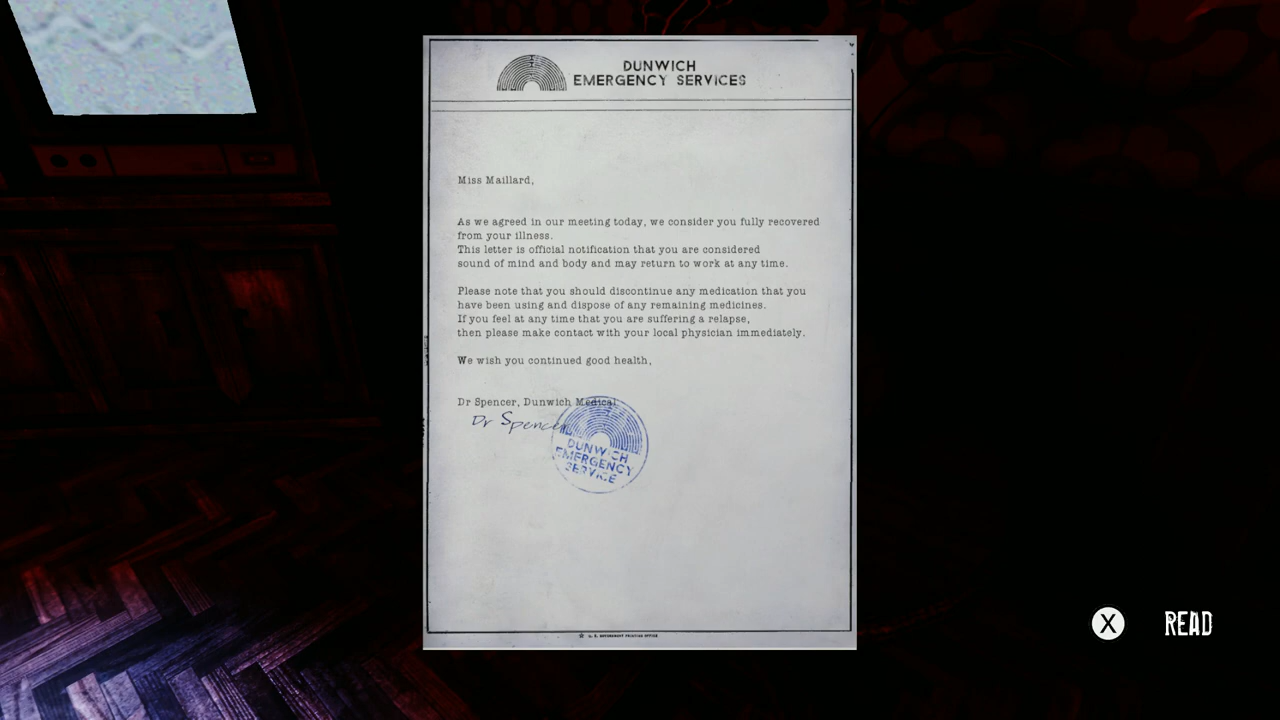 DUNWICH
EMERGENCY SERVICES
Miss Maillard,
As we agreed in our meeting today, we consider you fully recovered
from your illness.
This letter is official notification that you are considered
sound of mind and body and may return to work at any time.
Please note that you should discontinue any medication that you
have been using and dispose of any remaining medicines.
If you feel at any time that you are suffering a relapse,
then please make contact with your local physician immediately.
We wish you continued good health,
Dr Spencer, Dunwich Medical
Dr Spencer
DUNWICH
EMERGENCY
SERVICE
U. S. GOVERNMENT PRINTING OFFICE
X READ